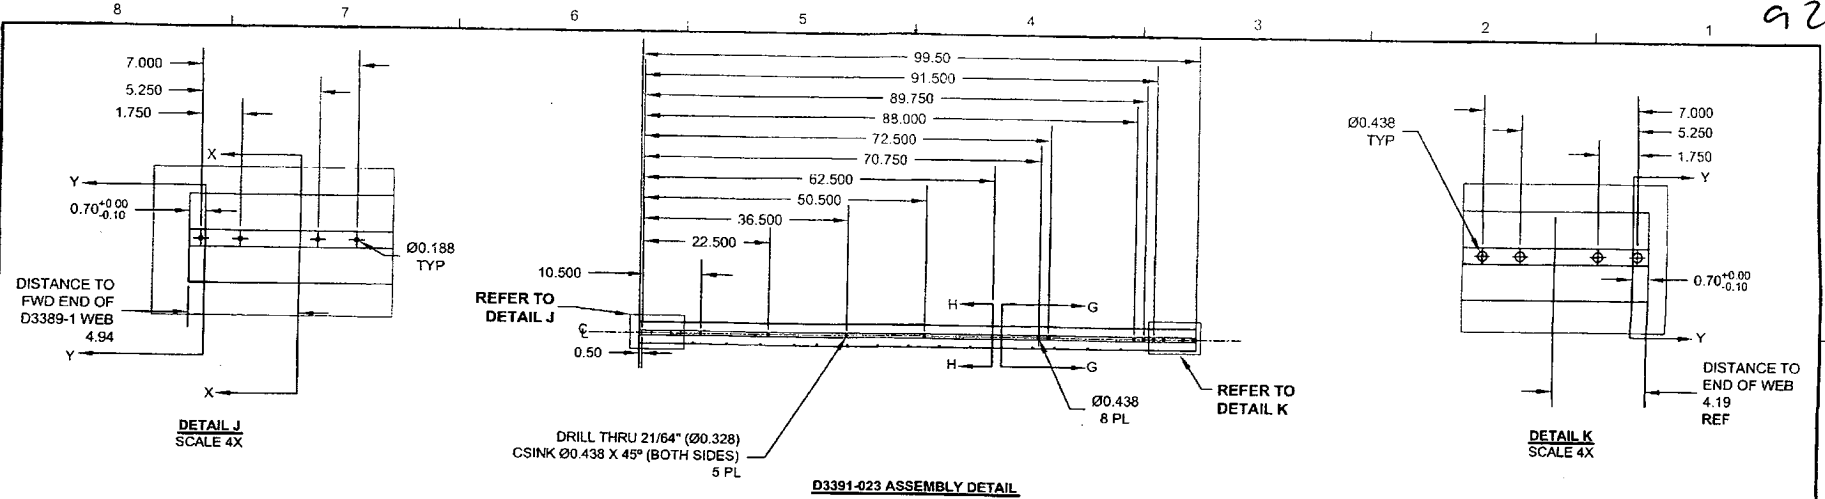 8 7 6 5 4 3 2 1
92
7.000
5.250
1.750
X
Y
0.70 +0.00 -0.10
Ø0.188
TYP
DISTANCE TO
FWD END OF
D3389-1 WEB
4.94
Y
X
DETAIL J
SCALE 4X
99.50
91.500
89.750
88.000
72.500
70.750
62.500
50.500
36.500
22.500
10.500
REFER TO
DETAIL J
H G
℄
0.50
H G
REFER TO
DETAIL K
Ø0.438
8 PL
DRILL THRU 21/64" (Ø0.328)
CSINK Ø0.438 X 45° (BOTH SIDES)
5 PL
D3391-023 ASSEMBLY DETAIL
Ø0.438
TYP
7.000
5.250
1.750
Y
0.70 +0.00 -0.10
Y
DISTANCE TO
END OF WEB
4.19
REF
DETAIL K
SCALE 4X